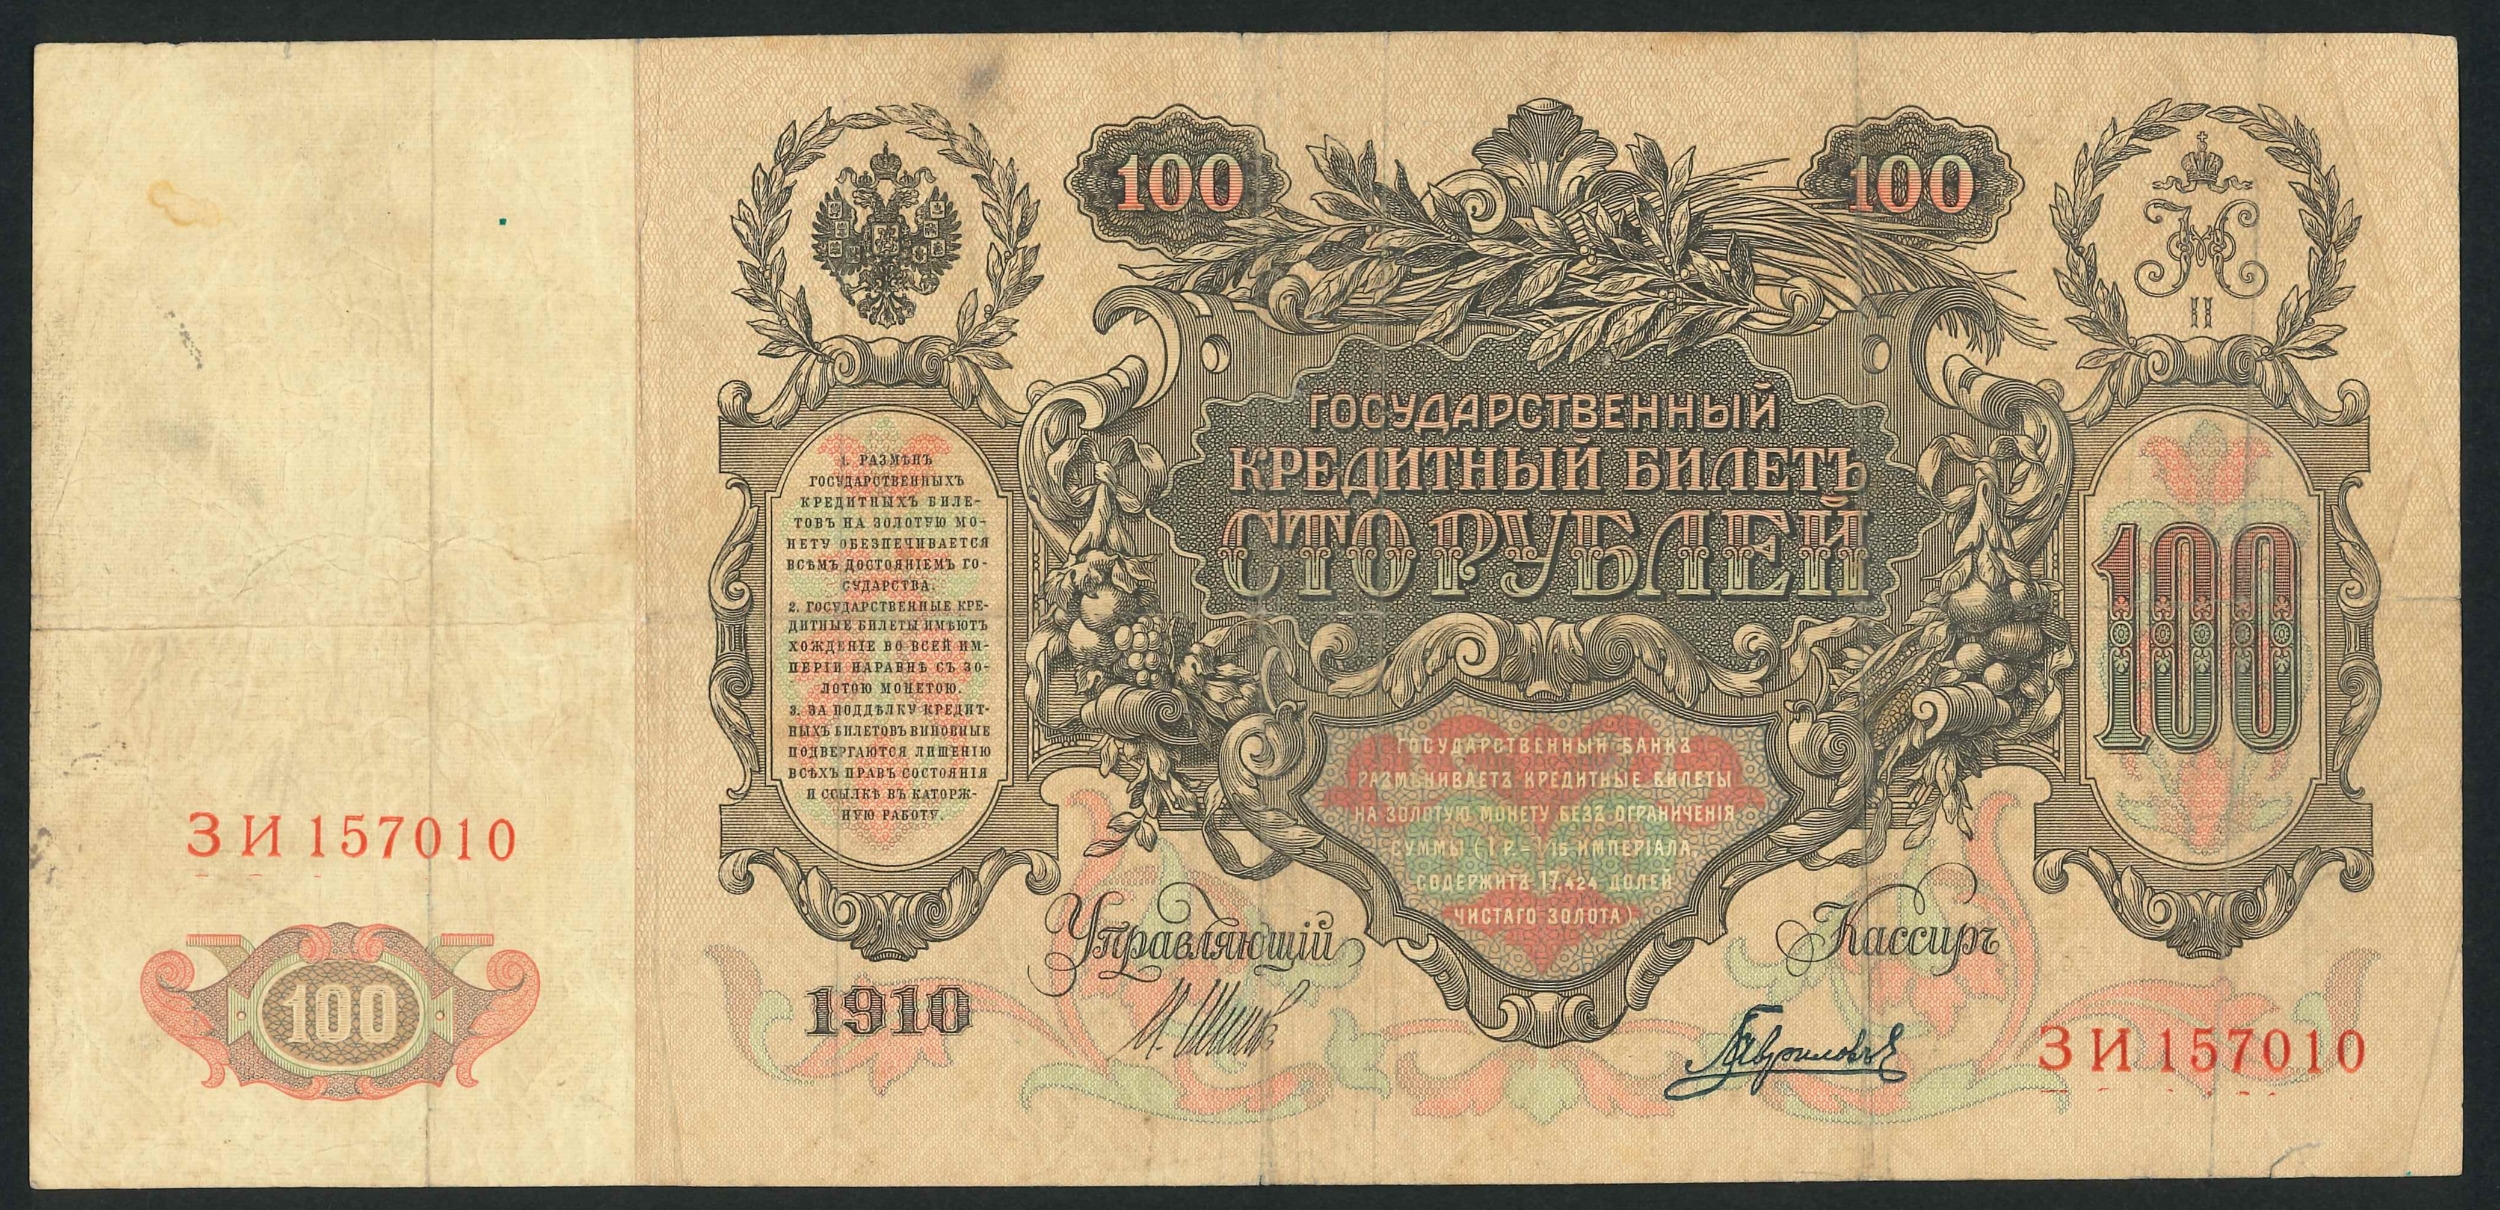 100
100
II
ГОСУДАРСТВЕННЫЙ
КРЕДИТНЫЙ БИЛЕТЪ
СТО РУБЛЕЙ
1. РАЗМѢНЪ
ГОСУДАРСТВЕННЫХЪ
КРЕДИТНЫХЪ БИЛЕ-
ТОВЪ НА ЗОЛОТУЮ МО-
НЕТУ ОБЕЗПЕЧИВАЕТСЯ
ВСѢМЪ ДОСТОЯНІЕМЪ ГО-
СУДАРСТВА.
2. ГОСУДАРСТВЕННЫЕ КРЕ-
ДИТНЫЕ БИЛЕТЫ ИМѢЮТЪ
ХОЖДЕНІЕ ВО ВСЕЙ ИМ-
ПЕРІИ НАРАВНѢ СЪ ЗО-
ЛОТОЮ МОНЕТОЮ.
3. ЗА ПОДДѢЛКУ КРЕДИТ-
НЫХЪ БИЛЕТОВЪ ВИНОВНЫЕ
ПОДВЕРГАЮТСЯ ЛИШЕНІЮ
ВСѢХЪ ПРАВЪ СОСТОЯНІЯ
И ССЫЛКѢ ВЪ КАТОРЖ-
НУЮ РАБОТУ.
100
ГОСУДАРСТВЕННЫЙ БАНКЪ
РАЗМѢНИВАЕТЪ КРЕДИТНЫЕ БИЛЕТЫ
НА ЗОЛОТУЮ МОНЕТУ БЕЗЪ ОГРАНИЧЕНІЯ
СУММЫ (1 Р.= 1/15 ИМПЕРІАЛА,
СОДЕРЖИТЪ 17,424 ДОЛЕЙ
ЧИСТАГО ЗОЛОТА).
ЗИ 157010
100
Управляющій
Кассиръ
1910
И. Шиповъ
Гавриловъ
ЗИ 157010